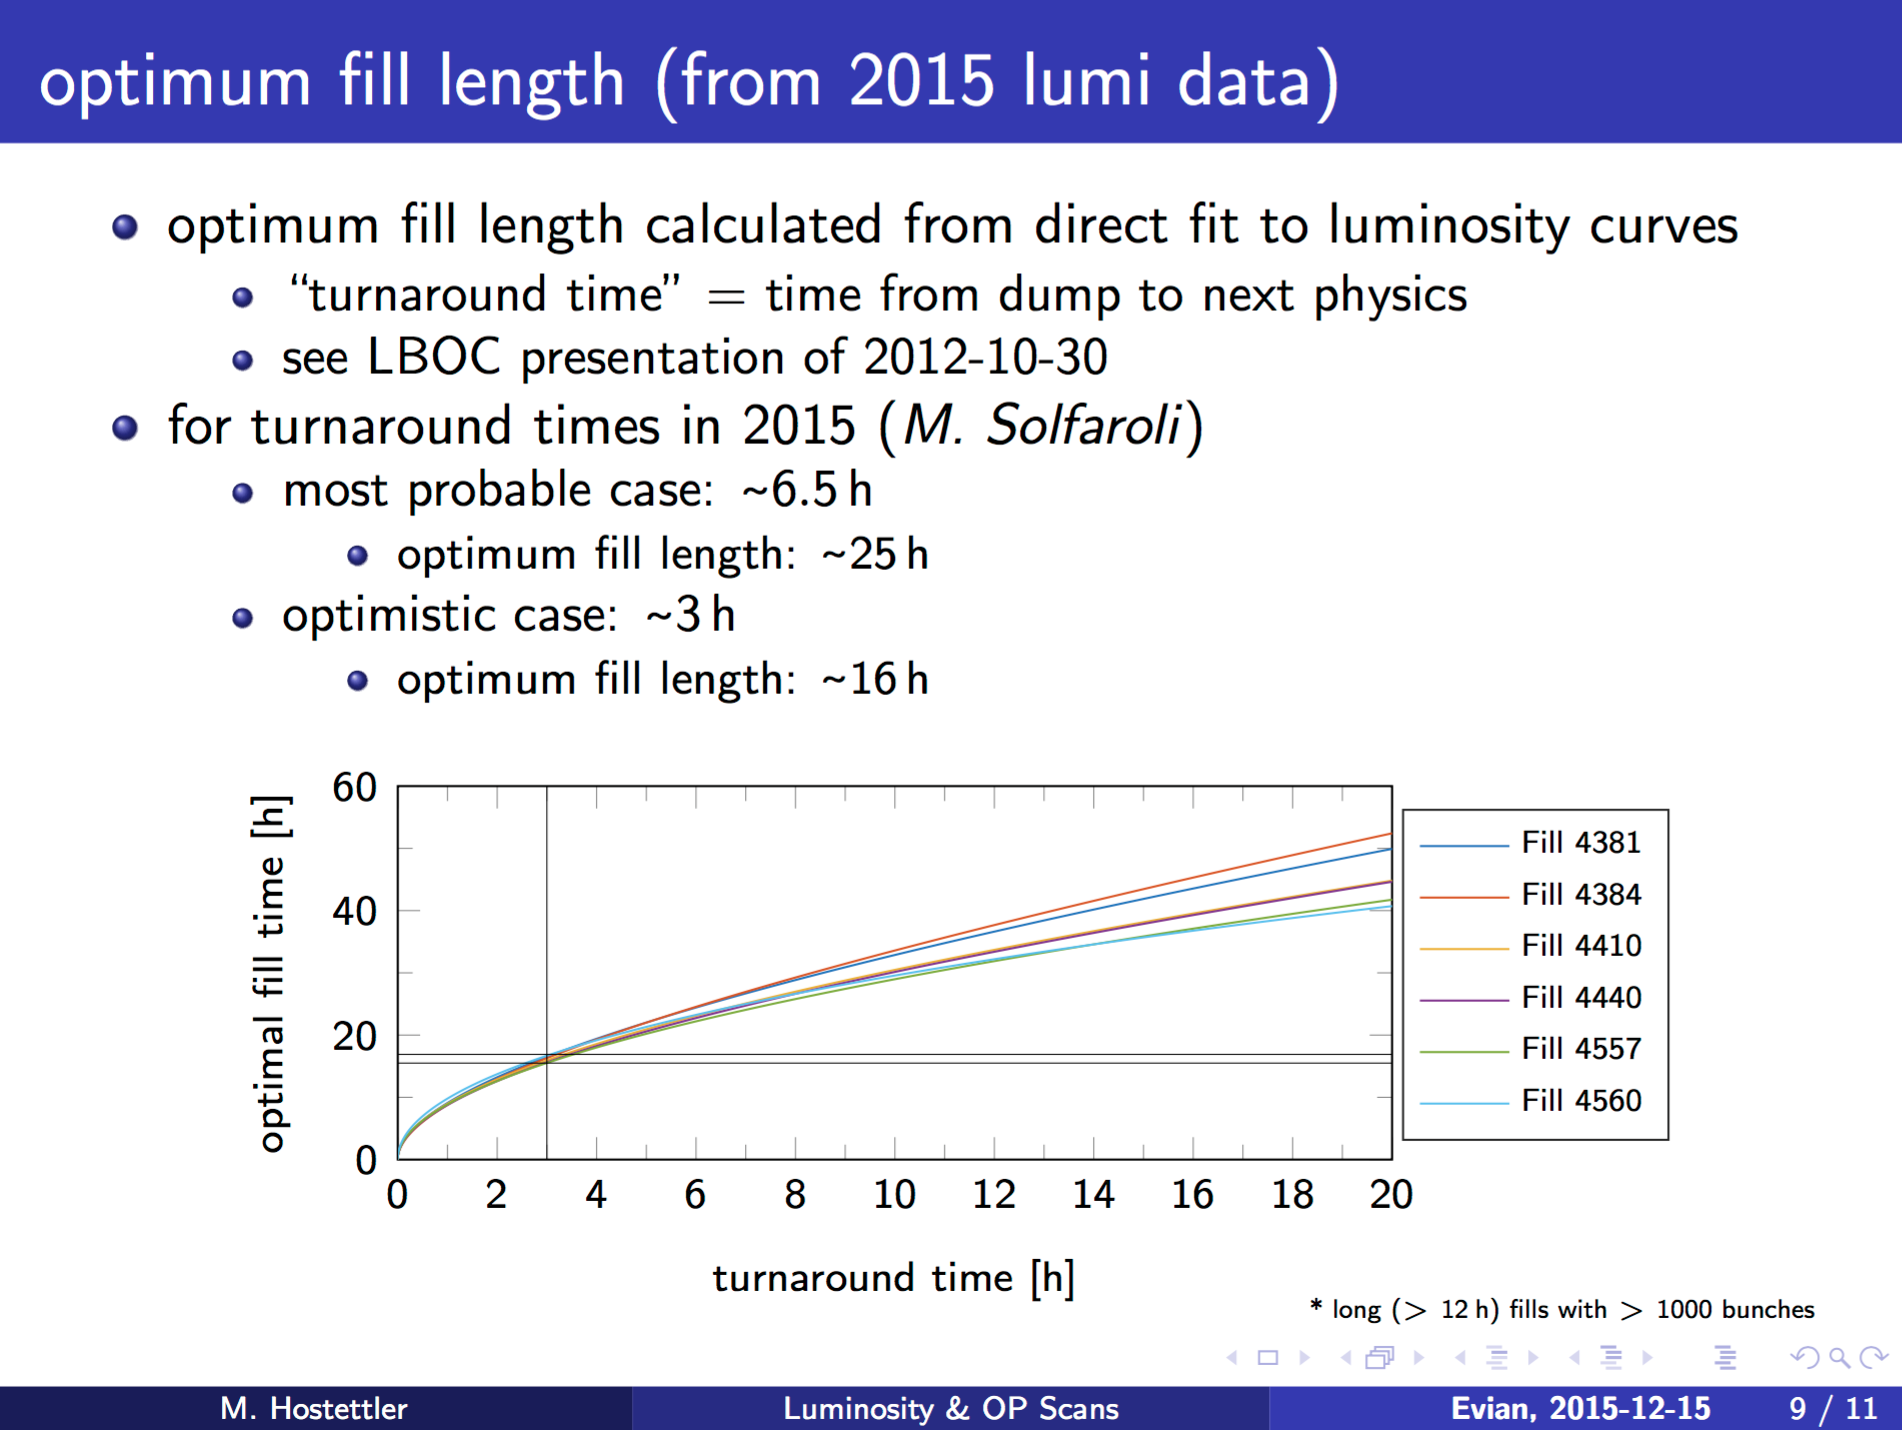 optimum fill length (from 2015 lumi data)
optimum fill length calculated from direct fit to luminosity curves
“turnaround time” = time from dump to next physics
see LBOC presentation of 2012-10-30
for turnaround times in 2015 (M. Solfaroli)
most probable case: ~6.5 h
optimum fill length: ~25 h
optimistic case: ~3 h
optimum fill length: ~16 h
optimal fill time [h]
60
40
20
0
0 2 4 6 8 10 12 14 16 18 20
turnaround time [h]
Fill 4381
Fill 4384
Fill 4410
Fill 4440
Fill 4557
Fill 4560
* long (> 12 h) fills with > 1000 bunches
M. Hostettler Luminosity & OP Scans Evian, 2015-12-15 9 / 11